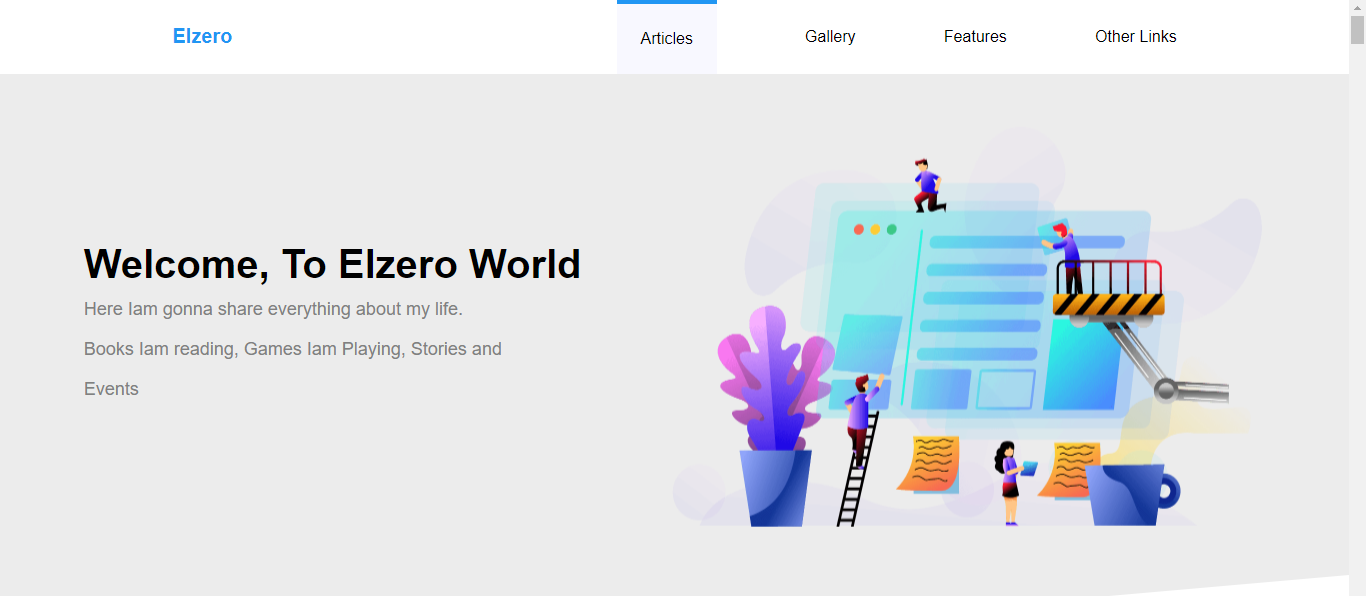 Elzero
Articles
Gallery
Features
Other Links
Welcome, To Elzero World
Here Iam gonna share everything about my life.
Books Iam reading, Games Iam Playing, Stories and
Events